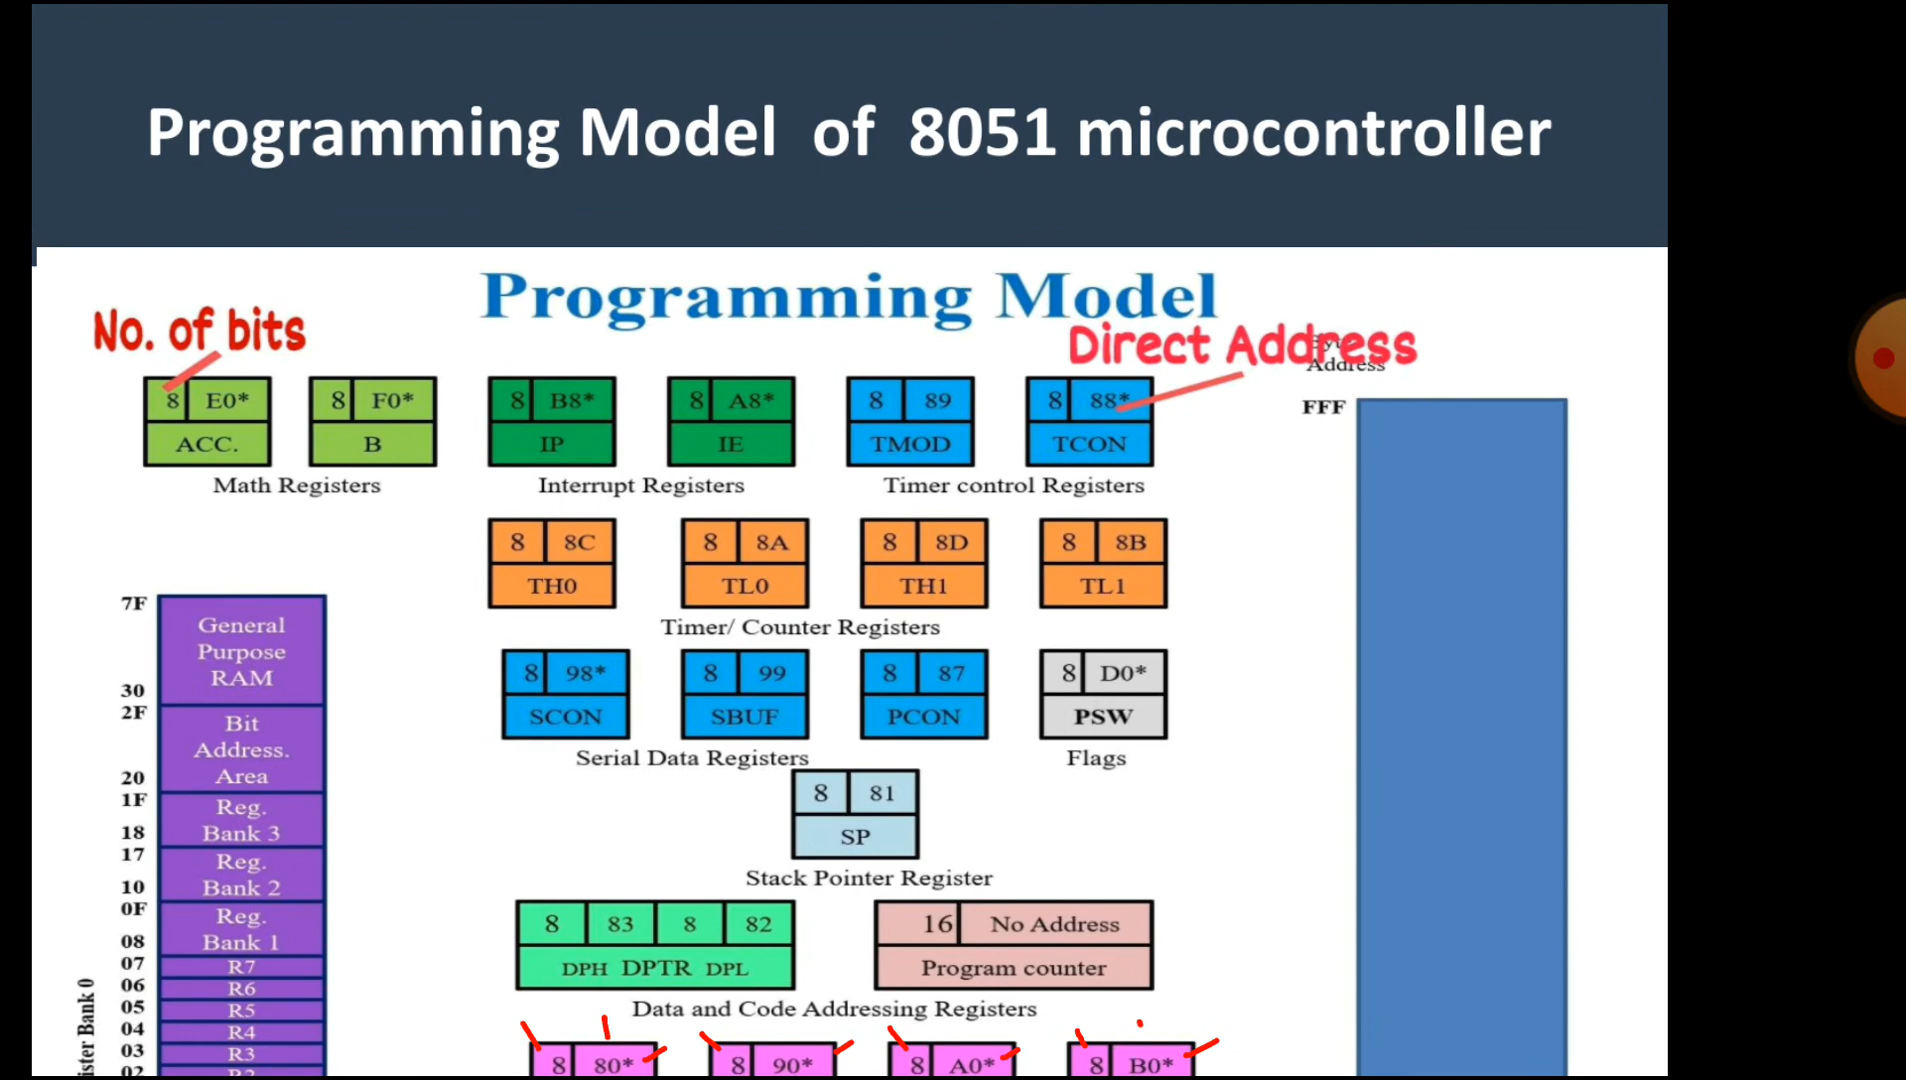 Programming Model of 8051 microcontroller
Programming Model
No. of bits
Direct Address
Address
8 E0* 8 F0* 8 B8* 8 A8* 8 89 8 88*
FFF
ACC. B IP IE TMOD TCON
Math Registers Interrupt Registers Timer control Registers
8 8C 8 8A 8 8D 8 8B
TH0 TL0 TH1 TL1
Timer/ Counter Registers
8 98* 8 99 8 87 8 D0*
SCON SBUF PCON PSW
Serial Data Registers Flags
8 81
SP
Stack Pointer Register
8 83 8 82 16 No Address
DPH DPTR DPL Program counter
Data and Code Addressing Registers
8 80* 8 90* 8 A0* 8 B0*
7F
General
Purpose
RAM
30
2F
Bit
Address.
Area
20
1F
Reg.
Bank 3
18
17
Reg.
Bank 2
10
0F
Reg.
Bank 1
08
07 R7
06 R6
05 R5
04 R4
03 R3
02 R2
ister Bank 0